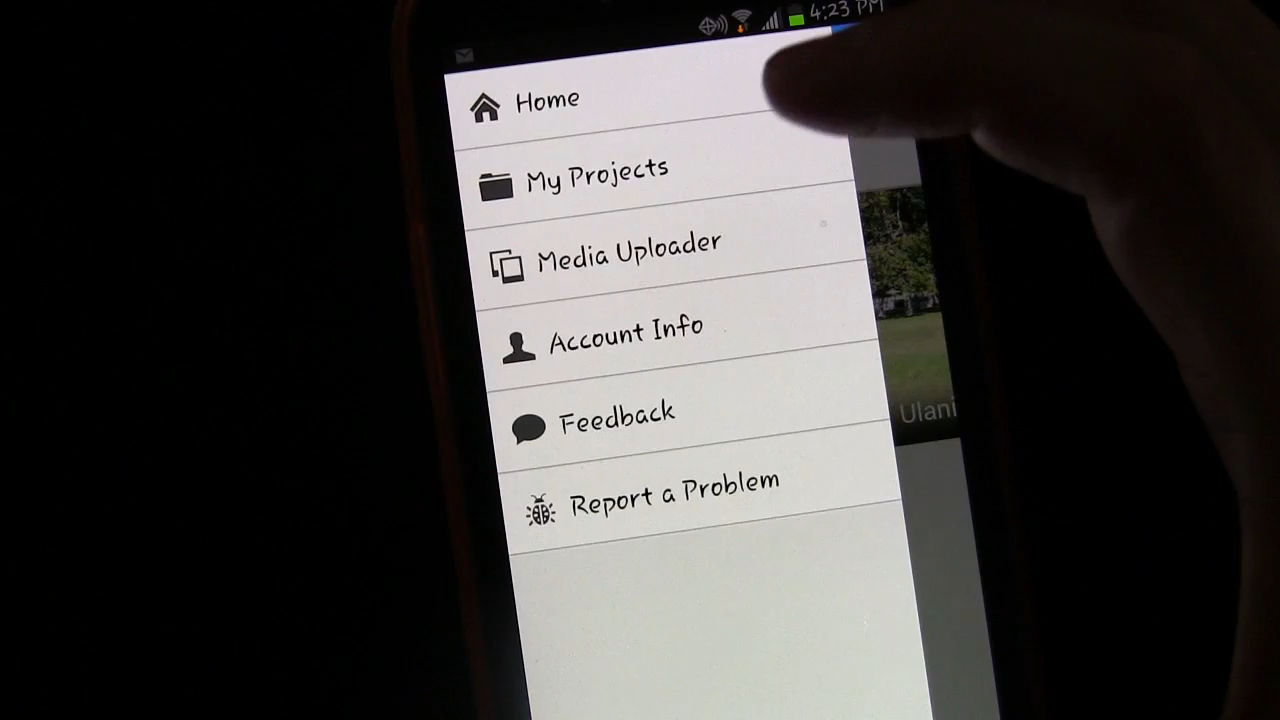 4:23 PM
Home
My Projects
Media Uploader
Account Info
Feedback
Report a Problem
Ulani